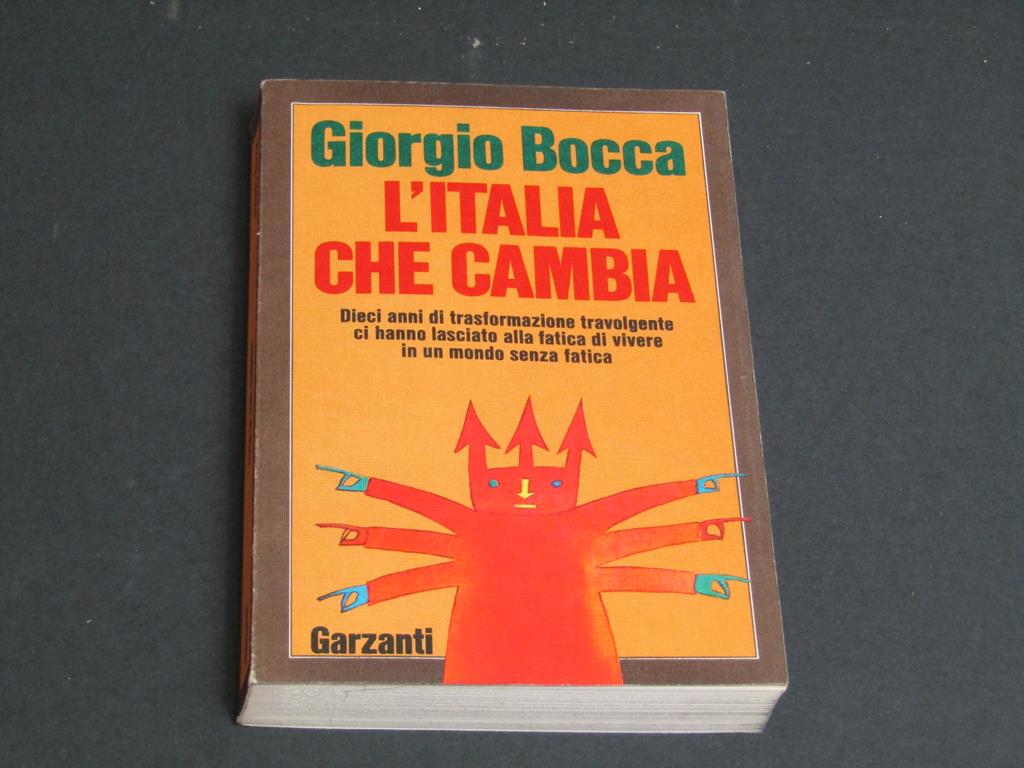 Giorgio Bocca
L'ITALIA
CHE CAMBIA
Dieci anni di trasformazione travolgente
ci hanno lasciato alla fatica di vivere
in un mondo senza fatica
Garzanti